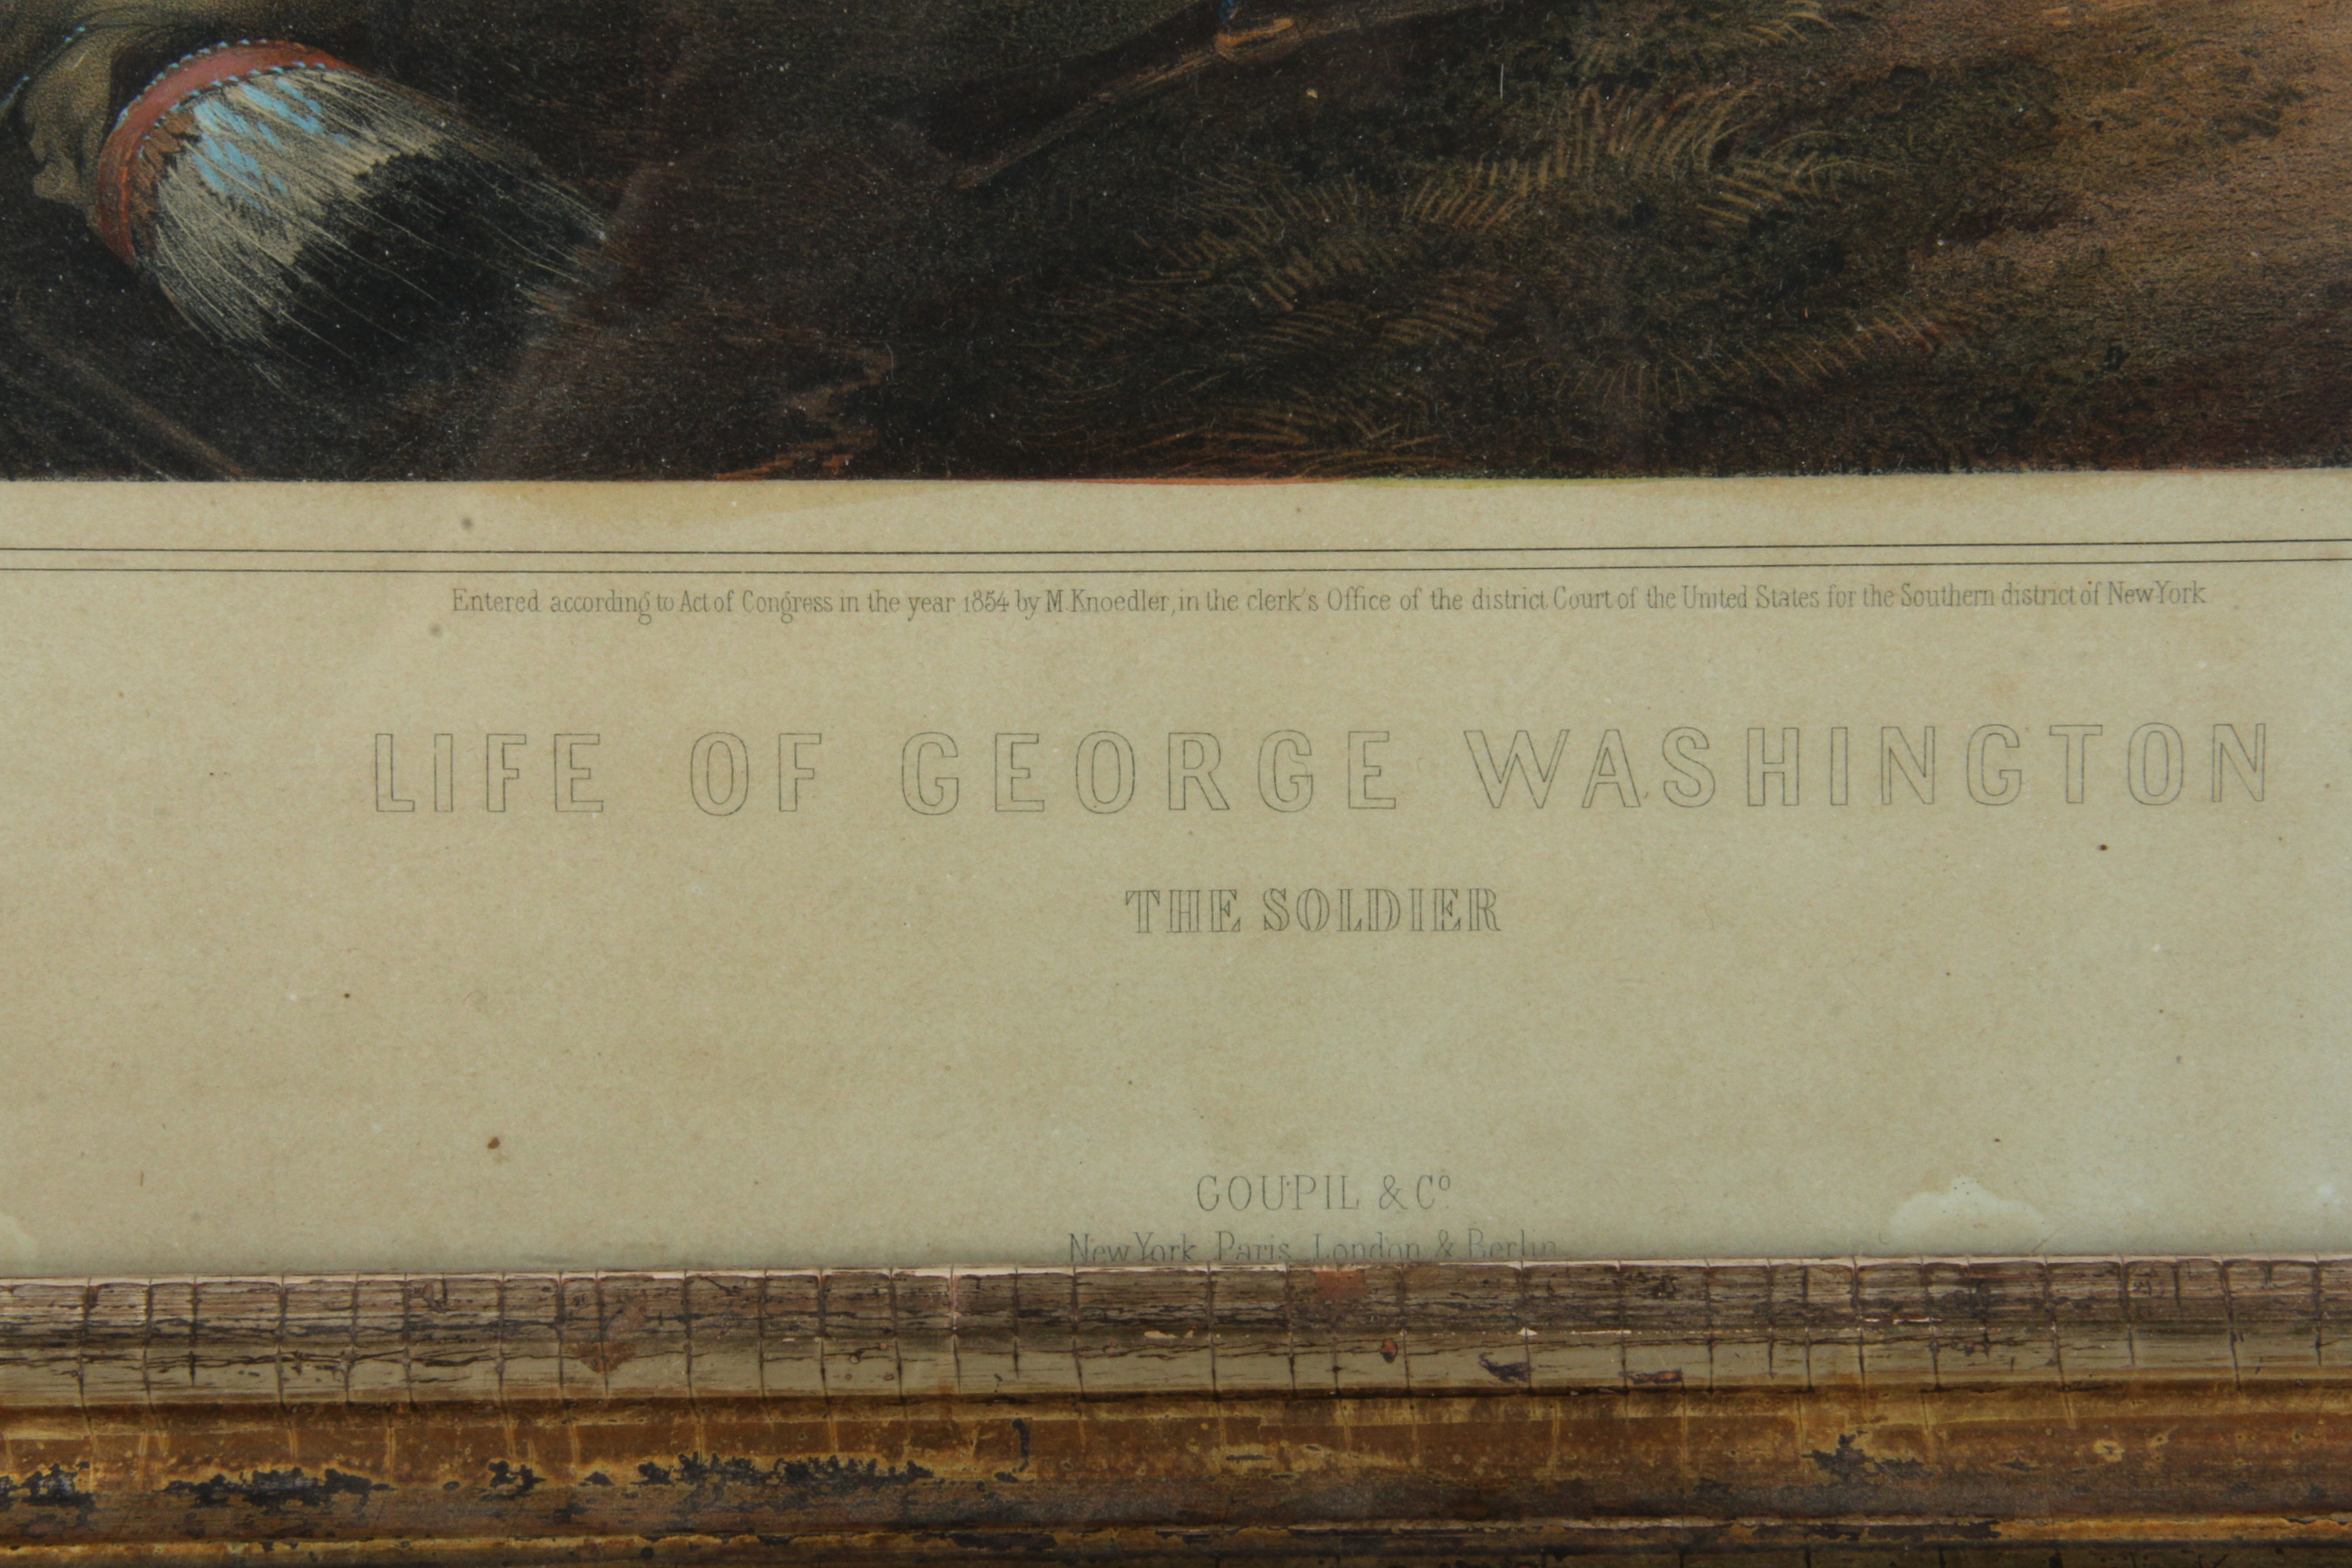 Entered according to Act of Congress in the year 1854 by M. Knoedler, in the clerk's Office of the district Court of the United States for the Southern district of New York
LIFE OF GEORGE WASHINGTON
THE SOLDIER
GOUPIL & Cº
New York Paris London & Berlin